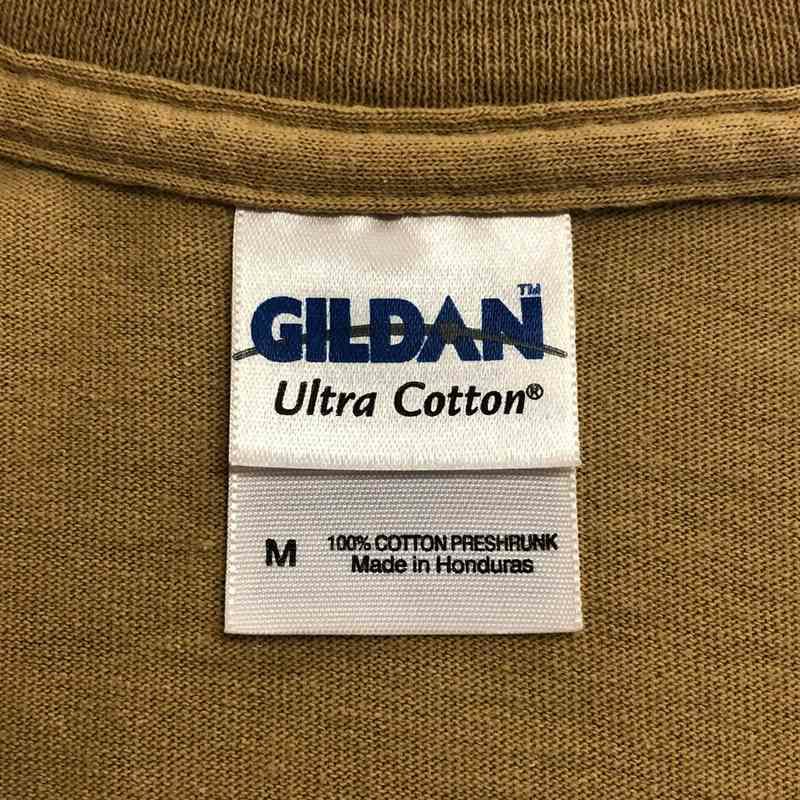 GILDAN™
Ultra Cotton®
M
100% COTTON PRESHRUNK
Made in Honduras